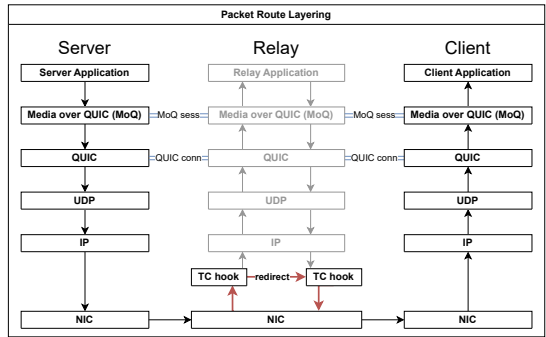 Packet Route Layering
Server Relay Client
Server Application Relay Application Client Application
Media over QUIC (MoQ) MoQ sess Media over QUIC (MoQ) MoQ sess Media over QUIC (MoQ)
QUIC QUIC conn QUIC QUIC conn QUIC
UDP UDP UDP
IP IP IP
TC hook redirect TC hook
NIC NIC NIC